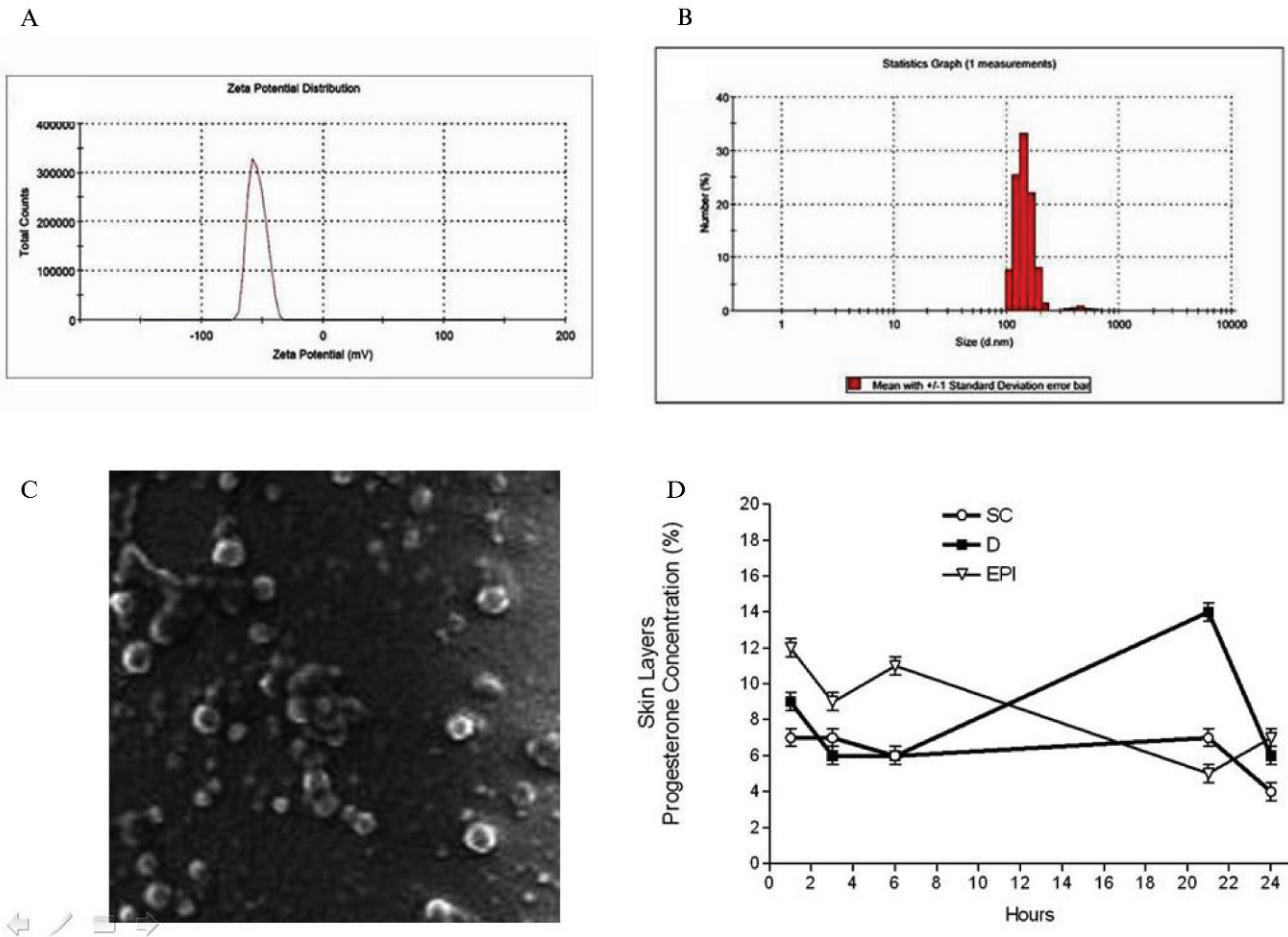 A
B
Zeta Potential Distribution
400000
300000
200000
100000
0
Total Counts
-100
0
100
200
Zeta Potential (mV)
Statistics Graph (1 measurements)
40
30
20
10
0
Number (%)
1
10
100
1000
10000
Size (d.nm)
Mean with +/-1 Standard Deviation error bar
C
D
20
18
16
14
12
10
8
6
4
2
0
Skin Layers
Progesterone Concentration (%)
SC
D
EPI
0 2 4 6 8 10 12 14 16 18 20 22 24
Hours